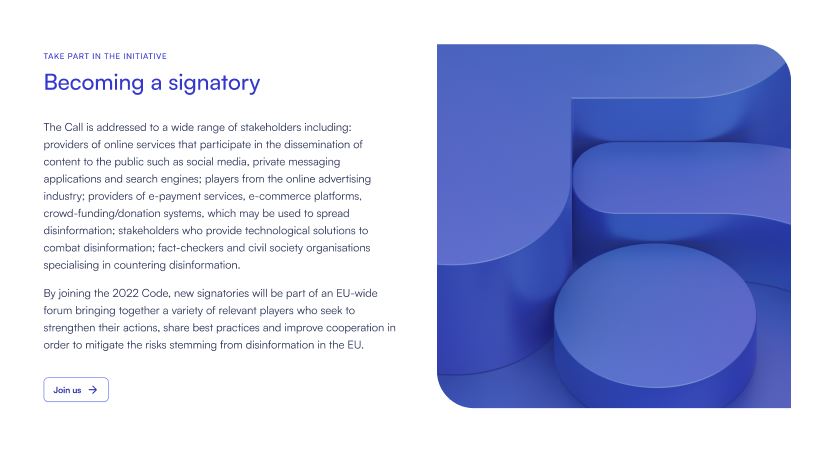 TAKE PART IN THE INITIATIVE
Becoming a signatory
The Call is addressed to a wide range of stakeholders including:
providers of online services that participate in the dissemination of
content to the public such as social media, private messaging
applications and search engines; players from the online advertising
industry; providers of e-payment services, e-commerce platforms,
crowd-funding/donation systems, which may be used to spread
disinformation; stakeholders who provide technological solutions to
combat disinformation; fact-checkers and civil society organisations
specialising in countering disinformation.
By joining the 2022 Code, new signatories will be part of an EU-wide
forum bringing together a variety of relevant players who seek to
strengthen their actions, share best practices and improve cooperation in
order to mitigate the risks stemming from disinformation in the EU.
Join us